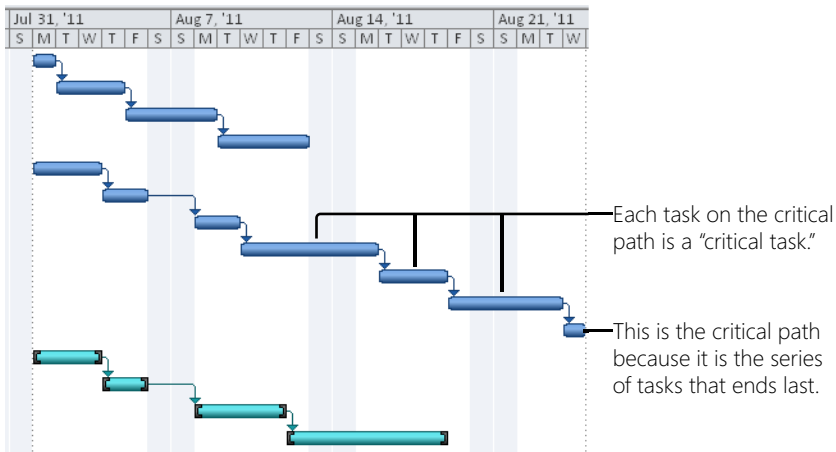 Jul 31, '11 Aug 7, '11 Aug 14, '11 Aug 21, '11
S M T W T F S S M T W T F S S M T W T F S S M T W
Each task on the critical
path is a “critical task.”
This is the critical path
because it is the series
of tasks that ends last.